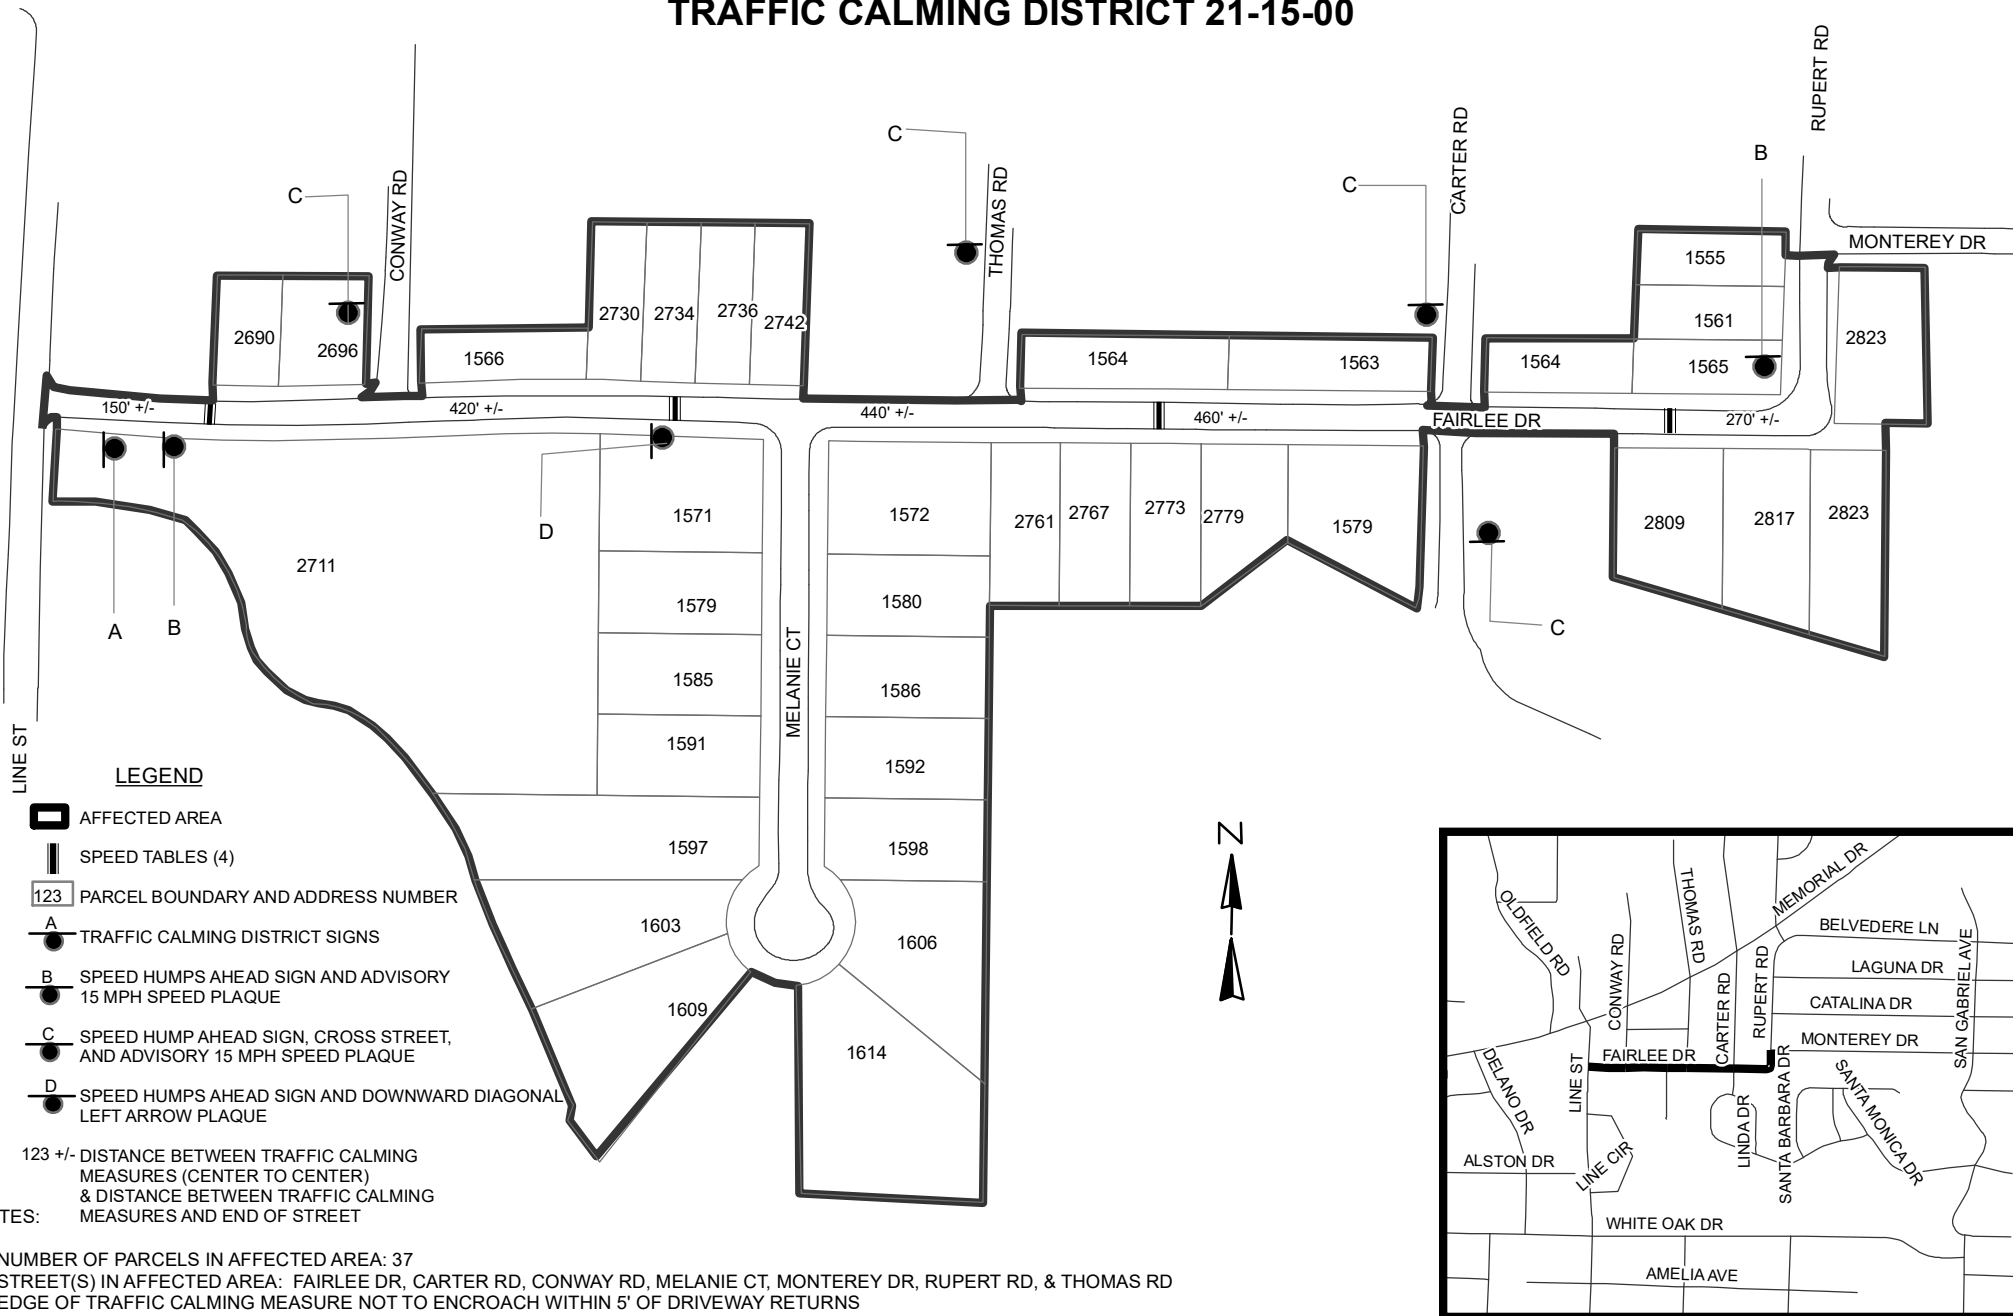 TRAFFIC CALMING DISTRICT 21-15-00
RUPERT RD
CARTER RD
THOMAS RD
CONWAY RD
MONTEREY DR
C
C
C
B
2690
2696
1566
2730
2734
2736
2742
1564
1563
1564
1555
1561
1565
2823
150' +/-
420' +/-
440' +/-
460' +/-
FAIRLEE DR
270' +/-
A
B
D
C
2711
1571
1579
1585
1591
1597
1603
1609
MELANIE CT
1572
1580
1586
1592
1598
1606
1614
2761
2767
2773
2779
1579
2809
2817
2823
LINE ST
LEGEND
AFFECTED AREA
SPEED TABLES (4)
123 PARCEL BOUNDARY AND ADDRESS NUMBER
A
TRAFFIC CALMING DISTRICT SIGNS
B
SPEED HUMPS AHEAD SIGN AND ADVISORY
15 MPH SPEED PLAQUE
C
SPEED HUMP AHEAD SIGN, CROSS STREET,
AND ADVISORY 15 MPH SPEED PLAQUE
D
SPEED HUMPS AHEAD SIGN AND DOWNWARD DIAGONAL
LEFT ARROW PLAQUE
123 +/- DISTANCE BETWEEN TRAFFIC CALMING
MEASURES (CENTER TO CENTER)
& DISTANCE BETWEEN TRAFFIC CALMING
MEASURES AND END OF STREET
TES:
NUMBER OF PARCELS IN AFFECTED AREA: 37
STREET(S) IN AFFECTED AREA: FAIRLEE DR, CARTER RD, CONWAY RD, MELANIE CT, MONTEREY DR, RUPERT RD, & THOMAS RD
EDGE OF TRAFFIC CALMING MEASURE NOT TO ENCROACH WITHIN 5' OF DRIVEWAY RETURNS
N
OLDFIELD RD
CONWAY RD
THOMAS RD
CARTER RD
RUPERT RD
MEMORIAL DR
BELVEDERE LN
LAGUNA DR
CATALINA DR
MONTEREY DR
SAN GABRIEL AVE
FAIRLEE DR
LINE ST
DELANO DR
ALSTON DR
LINE CIR
LINDA DR
SANTA BARBARA DR
SANTA MONICA DR
WHITE OAK DR
AMELIA AVE